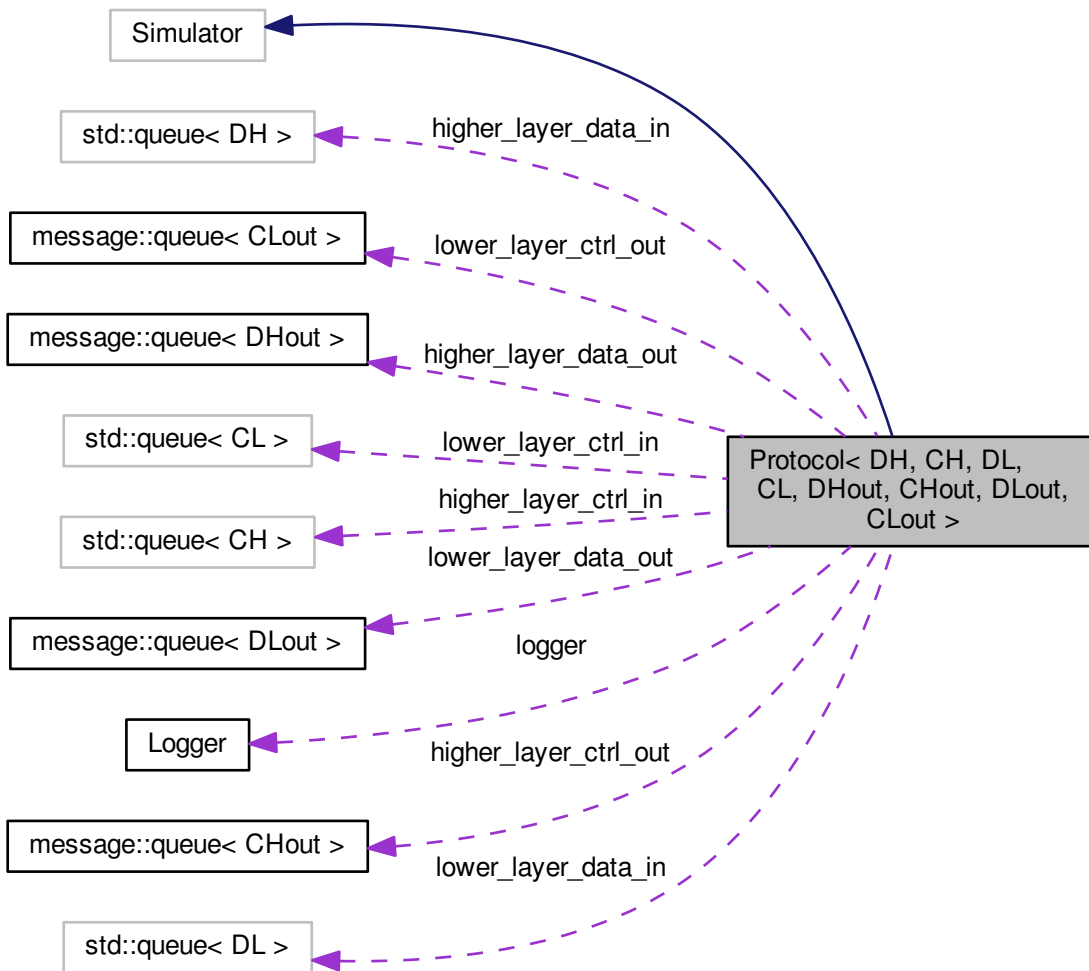 Simulator
std::queue< DH >
higher_layer_data_in
message::queue< CLout >
lower_layer_ctrl_out
message::queue< DHout >
higher_layer_data_out
std::queue< CL >
lower_layer_ctrl_in
Protocol< DH, CH, DL,
CL, DHout, CHout, DLout,
CLout >
std::queue< CH >
higher_layer_ctrl_in
lower_layer_data_out
message::queue< DLout >
logger
Logger
higher_layer_ctrl_out
message::queue< CHout >
lower_layer_data_in
std::queue< DL >